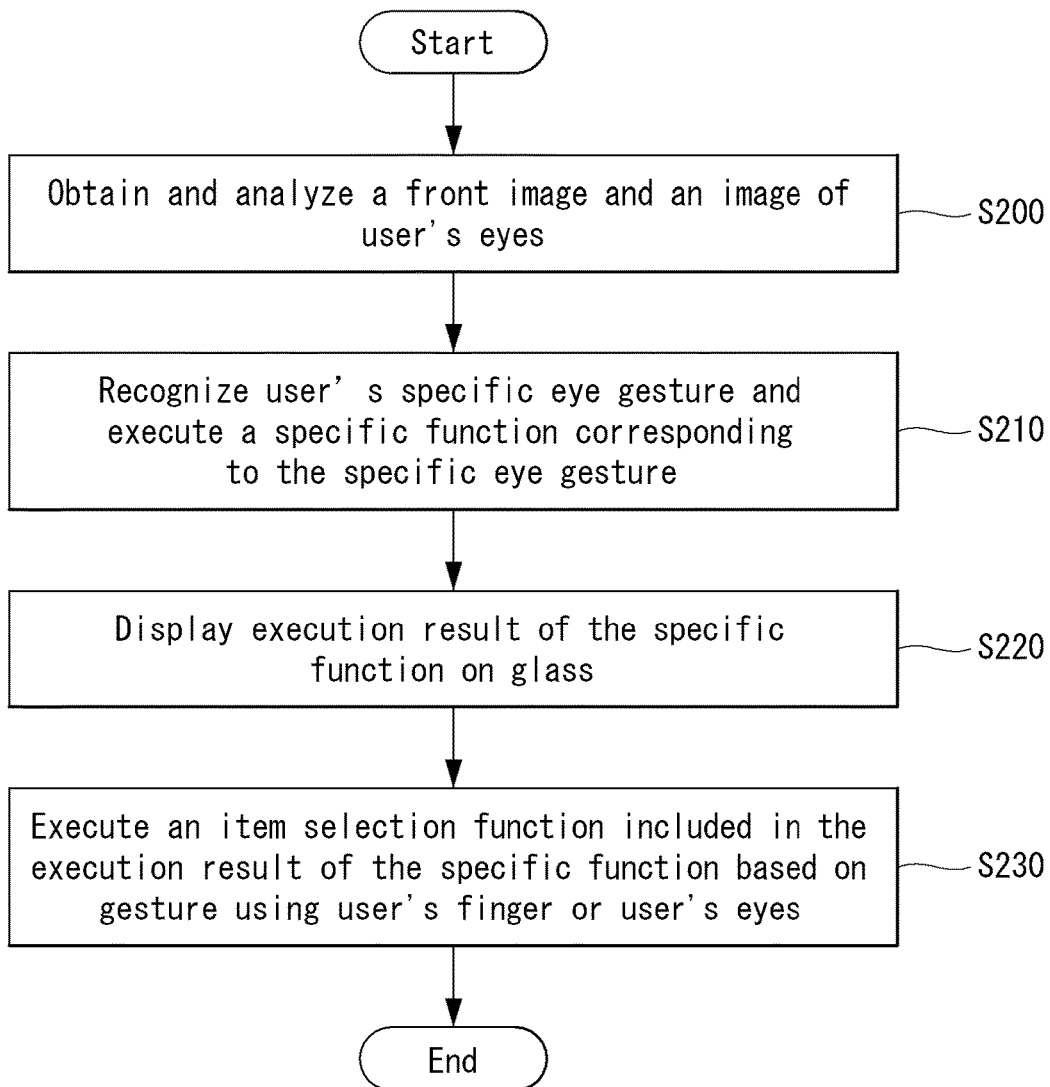 Start
Obtain and analyze a front image and an image of
user's eyes
S200
Recognize user’s specific eye gesture and
execute a specific function corresponding
to the specific eye gesture
S210
Display execution result of the specific
function on glass
S220
Execute an item selection function included in the
execution result of the specific function based on
gesture using user's finger or user's eyes
S230
End